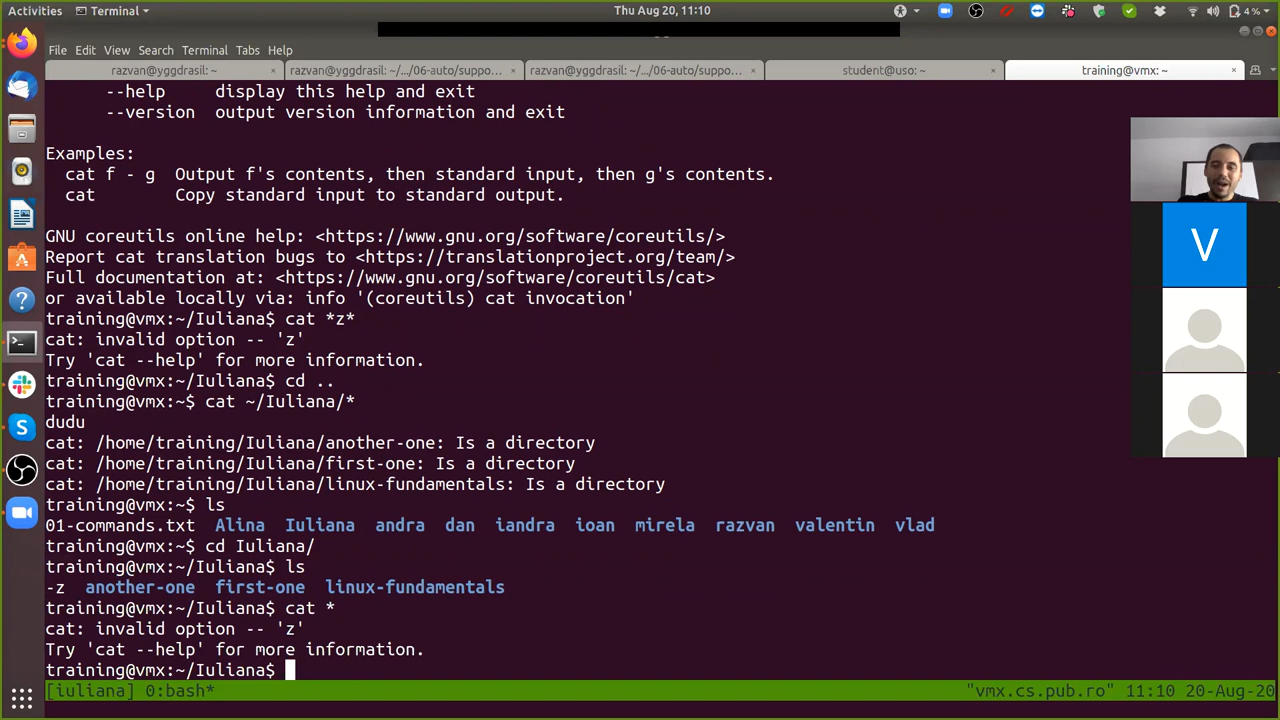 Activities Terminal Thu Aug 20, 11:10 4 %
File Edit View Search Terminal Tabs Help
razvan@yggdrasil: ~ × razvan@yggdrasil: ~/.../06-auto/suppo... × razvan@yggdrasil: ~/.../06-auto/suppo... × student@uso: ~ × training@vmx: ~ ×
--help display this help and exit
--version output version information and exit
Examples:
cat f - g Output f's contents, then standard input, then g's contents.
cat Copy standard input to standard output.
GNU coreutils online help: <https://www.gnu.org/software/coreutils/>
Report cat translation bugs to <https://translationproject.org/team/>
Full documentation at: <https://www.gnu.org/software/coreutils/cat>
or available locally via: info '(coreutils) cat invocation'
training@vmx:~/Iuliana$ cat *z*
cat: invalid option -- 'z'
Try 'cat --help' for more information.
training@vmx:~/Iuliana$ cd ..
training@vmx:~$ cat ~/Iuliana/*
dudu
cat: /home/training/Iuliana/another-one: Is a directory
cat: /home/training/Iuliana/first-one: Is a directory
cat: /home/training/Iuliana/linux-fundamentals: Is a directory
training@vmx:~$ ls
01-commands.txt Alina Iuliana andra dan iandra ioan mirela razvan valentin vlad
training@vmx:~$ cd Iuliana/
training@vmx:~/Iuliana$ ls
-z another-one first-one linux-fundamentals
training@vmx:~/Iuliana$ cat *
cat: invalid option -- 'z'
Try 'cat --help' for more information.
training@vmx:~/Iuliana$
[iuliana] 0:bash* "vmx.cs.pub.ro" 11:10 20-Aug-20
V